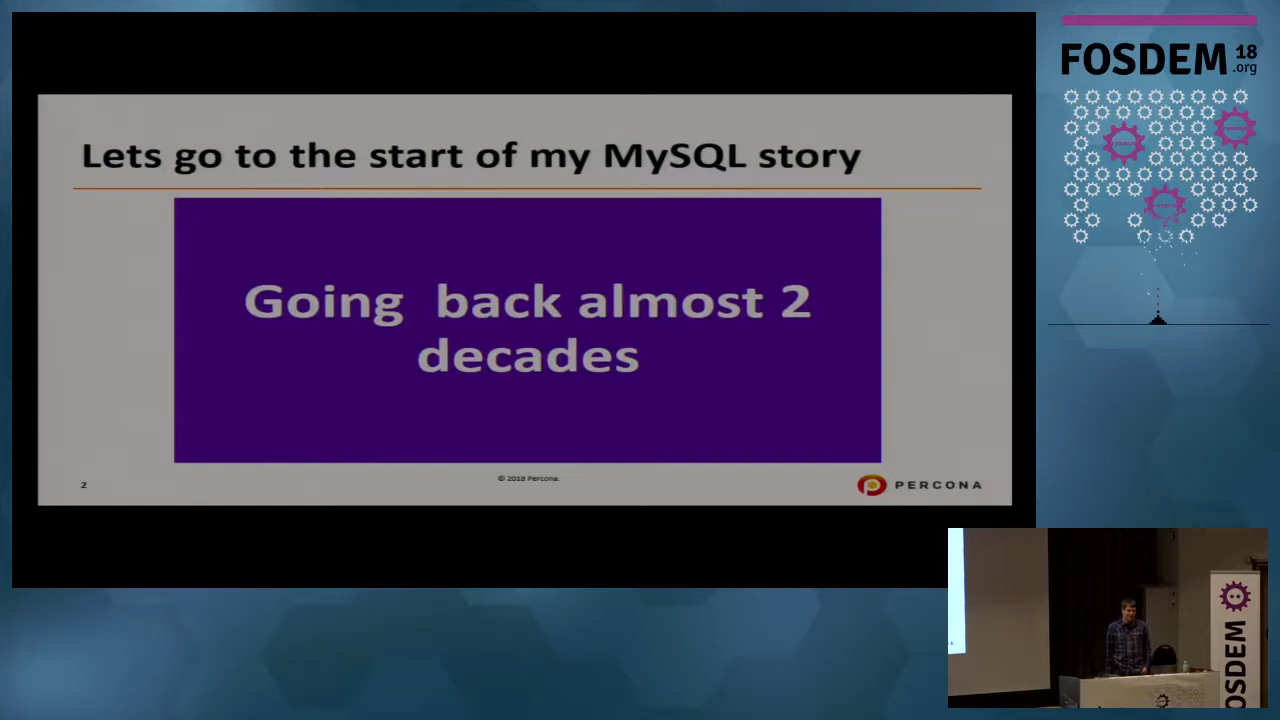 FOSDEM 18
.org
Lets go to the start of my MySQL story
Going  back almost 2
decades
2
© 2018 Percona.
PERCONA
FOSDEM